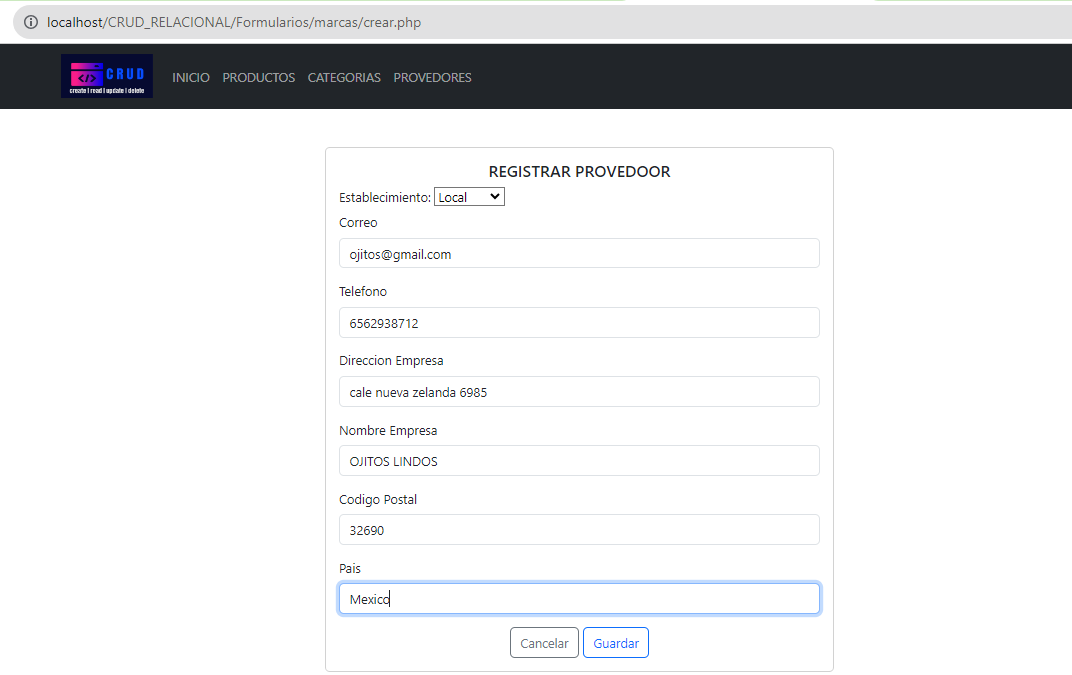 localhost/CRUD_RELACIONAL/Formularios/marcas/crear.php
</> CRUD
create | read | update | delete
INICIO PRODUCTOS CATEGORIAS PROVEDORES
REGISTRAR PROVEDOOR
Establecimiento: Local
Correo
ojitos@gmail.com
Telefono
6562938712
Direccion Empresa
cale nueva zelanda 6985
Nombre Empresa
OJITOS LINDOS
Codigo Postal
32690
Pais
Mexico
Cancelar Guardar